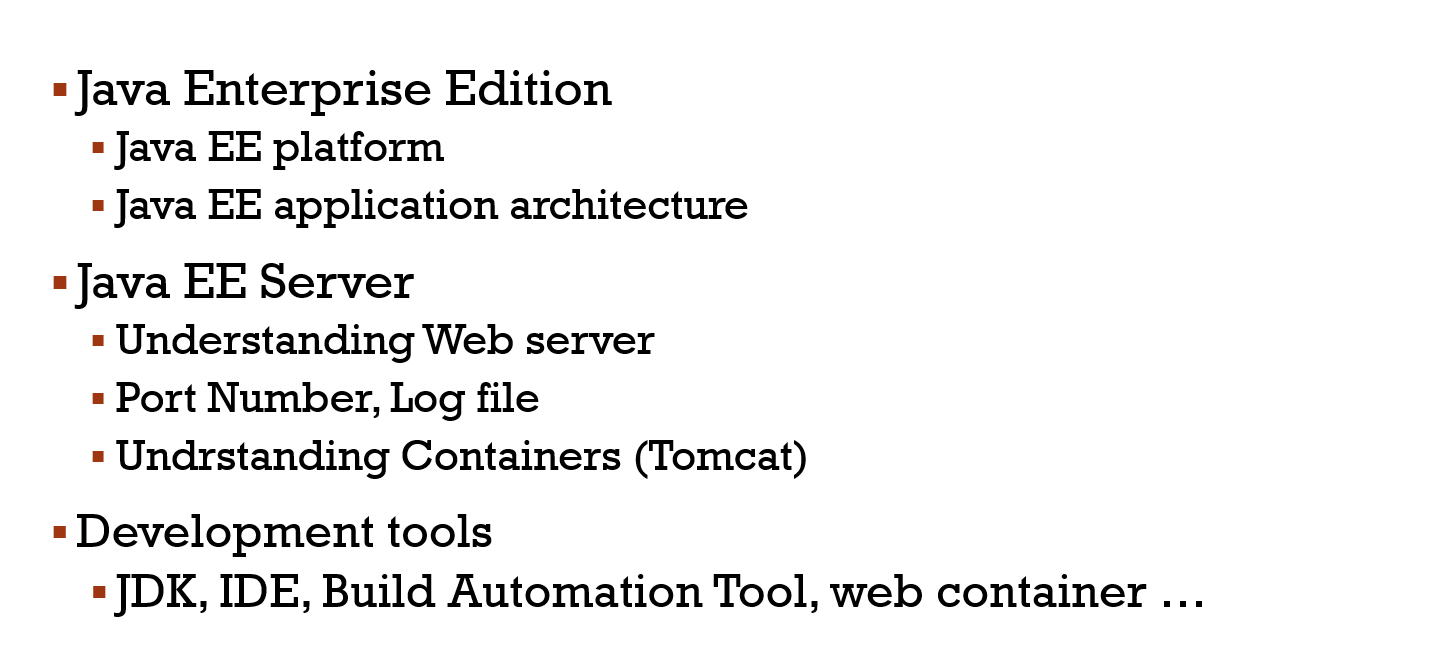 ▪ Java Enterprise Edition
▪ Java EE platform
▪ Java EE application architecture
▪ Java EE Server
▪ Understanding Web server
▪ Port Number, Log file
▪ Undrstanding Containers (Tomcat)
▪ Development tools
▪ JDK, IDE, Build Automation Tool, web container …